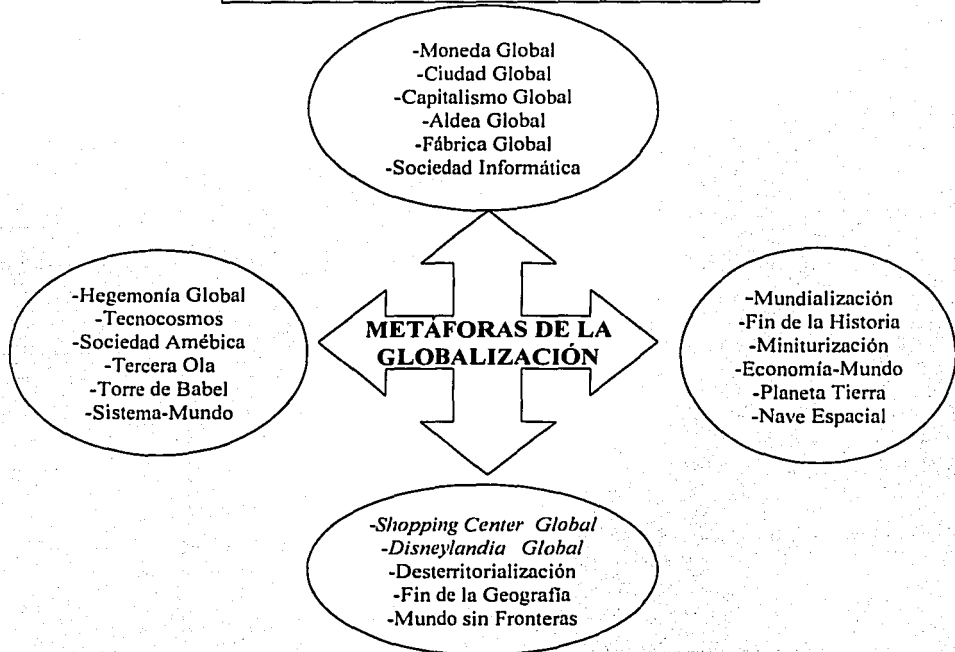 -Moneda Global
-Ciudad Global
-Capitalismo Global
-Aldea Global
-Fábrica Global
-Sociedad Informática
-Hegemonía Global
-Tecnocosmos
-Sociedad Amébica
-Tercera Ola
-Torre de Babel
-Sistema-Mundo
METÁFORAS DE LA
GLOBALIZACIÓN
-Mundialización
-Fin de la Historia
-Miniturización
-Economía-Mundo
-Planeta Tierra
-Nave Espacial
-Shopping Center Global
-Disneylandia Global
-Desterritorialización
-Fin de la Geografía
-Mundo sin Fronteras